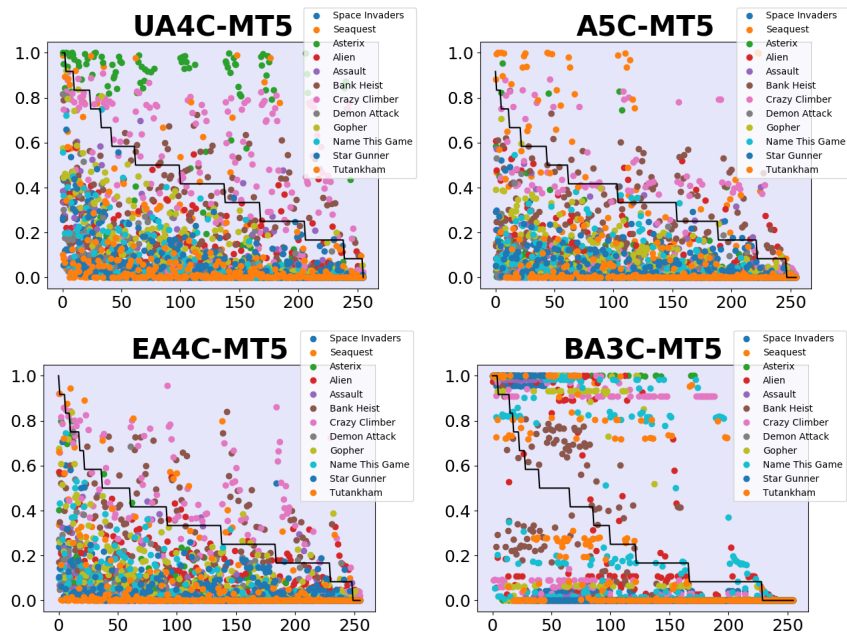 UA4C-MT5
1.0
0.8
0.6
0.4
0.2
0.0
0 50 100 150 200 250
Space Invaders
Seaquest
Asterix
Alien
Assault
Bank Heist
Crazy Climber
Demon Attack
Gopher
Name This Game
Star Gunner
Tutankham
A5C-MT5
1.0
0.8
0.6
0.4
0.2
0.0
0 50 100 150 200 250
Space Invaders
Seaquest
Asterix
Alien
Assault
Bank Heist
Crazy Climber
Demon Attack
Gopher
Name This Game
Star Gunner
Tutankham
EA4C-MT5
1.0
0.8
0.6
0.4
0.2
0.0
0 50 100 150 200 250
Space Invaders
Seaquest
Asterix
Alien
Assault
Bank Heist
Crazy Climber
Demon Attack
Gopher
Name This Game
Star Gunner
Tutankham
BA3C-MT5
1.0
0.8
0.6
0.4
0.2
0.0
0 50 100 150 200 250
Space Invaders
Seaquest
Asterix
Alien
Assault
Bank Heist
Crazy Climber
Demon Attack
Gopher
Name This Game
Star Gunner
Tutankham